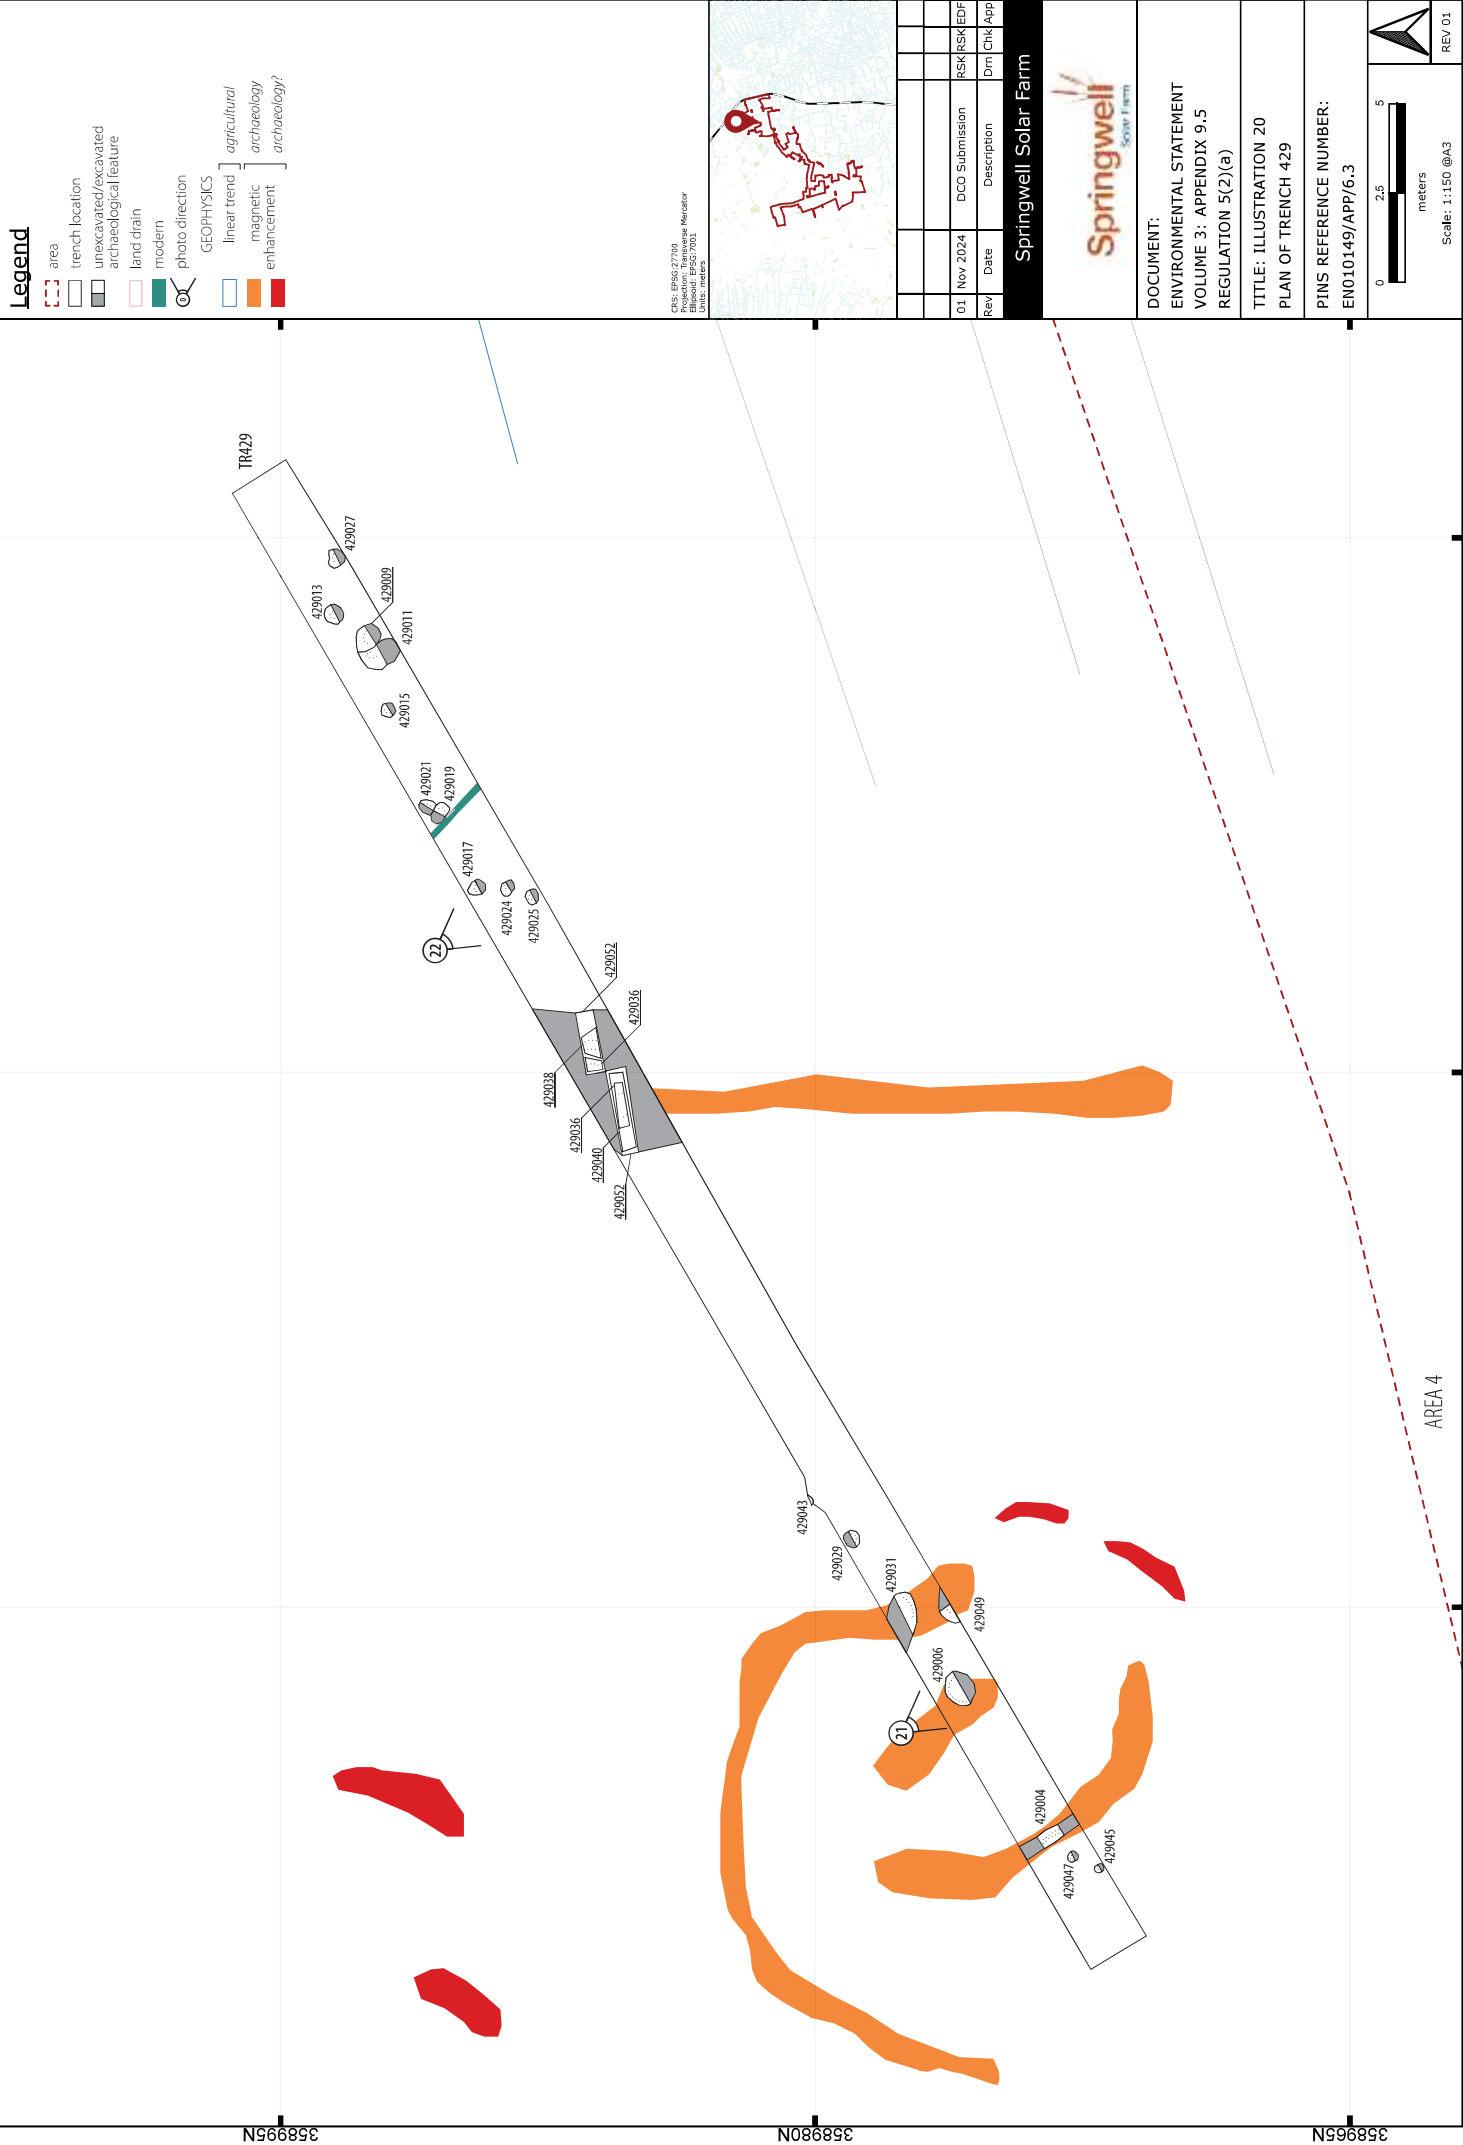 Legend
area
trench location
unexcavated/excavated
archaeological feature
land drain
modern
0
photo direction
GEOPHYSICS
linear trend
agricultural
magnetic
enhancement
archaeology
archaeology?
CRS: EPSG:27700
Projection: Transverse Mercator
Ellipsoid: EPSG:7001
Units: meters
01 Nov 2024 DCO Submission RSK RSK EDF
Rev Date Description Drn Chk App
Springwell Solar Farm
Springwell
Solar Farm
DOCUMENT:
ENVIRONMENTAL STATEMENT
VOLUME 3: APPENDIX 9.5
REGULATION 5(2)(a)
TITLE: ILLUSTRATION 20
PLAN OF TRENCH 429
PINS REFERENCE NUMBER:
EN010149/APP/6.3
0 2.5 5
meters
Scale: 1:150 @A3
REV 01
TR429
429027
429013
429009
429011
429015
429021
429019
429017
429024
429025
22
429052
429036
429038
429036
429040
429052
429043
429029
429031
429049
429006
21
429004
429047
429045
AREA 4
358995N
358980N
358965N